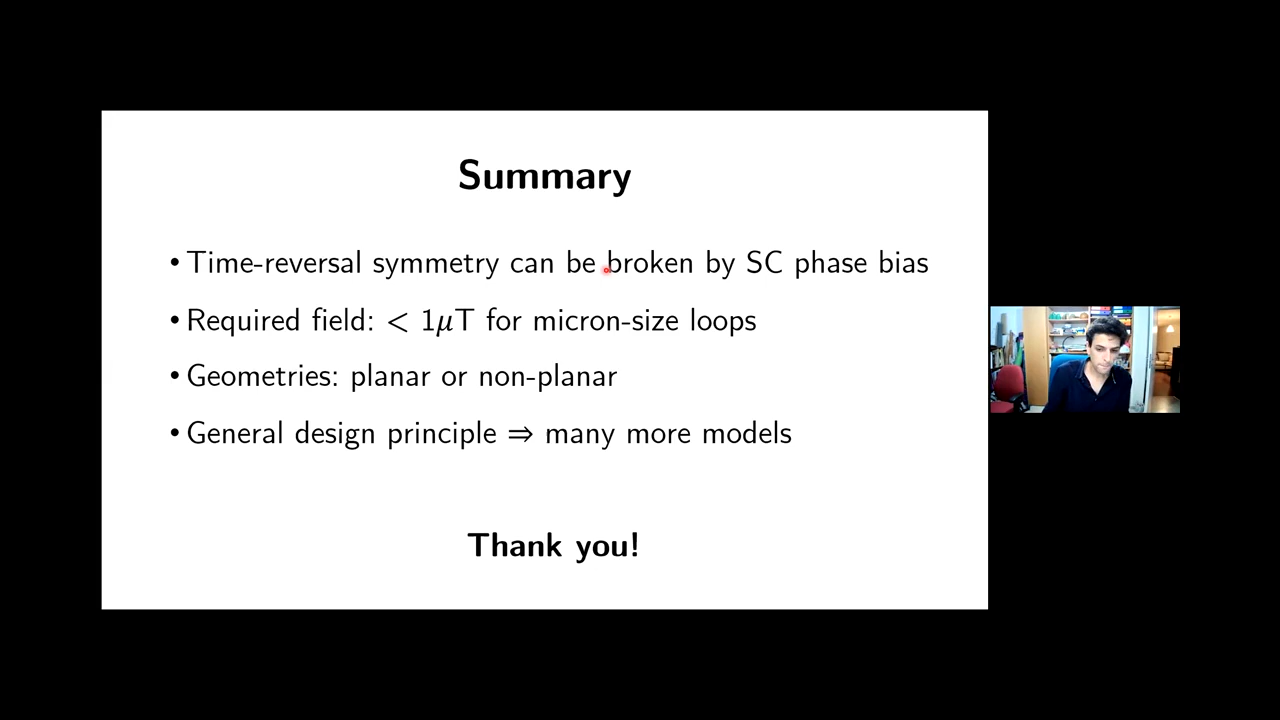 Summary
• Time-reversal symmetry can be broken by SC phase bias
• Required field: < 1μT for micron-size loops
• Geometries: planar or non-planar
• General design principle ⇒ many more models
Thank you!